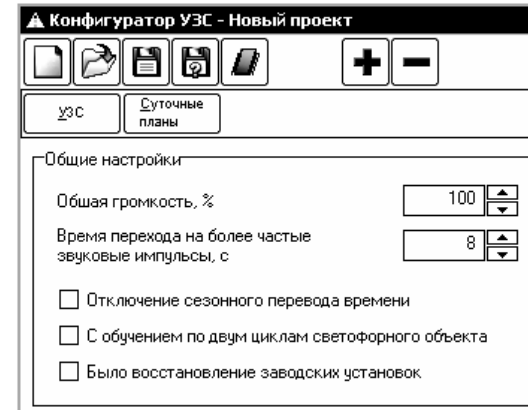 Конфигуратор УЗС - Новый проект
УЗС
Суточные
планы
Общие настройки
Обшая громкость, %
100
Время перехода на более частые
звуковые импульсы, с
8
Отключение сезонного перевода времени
С обучением по двум циклам светофорного объекта
Было восстановление заводских установок